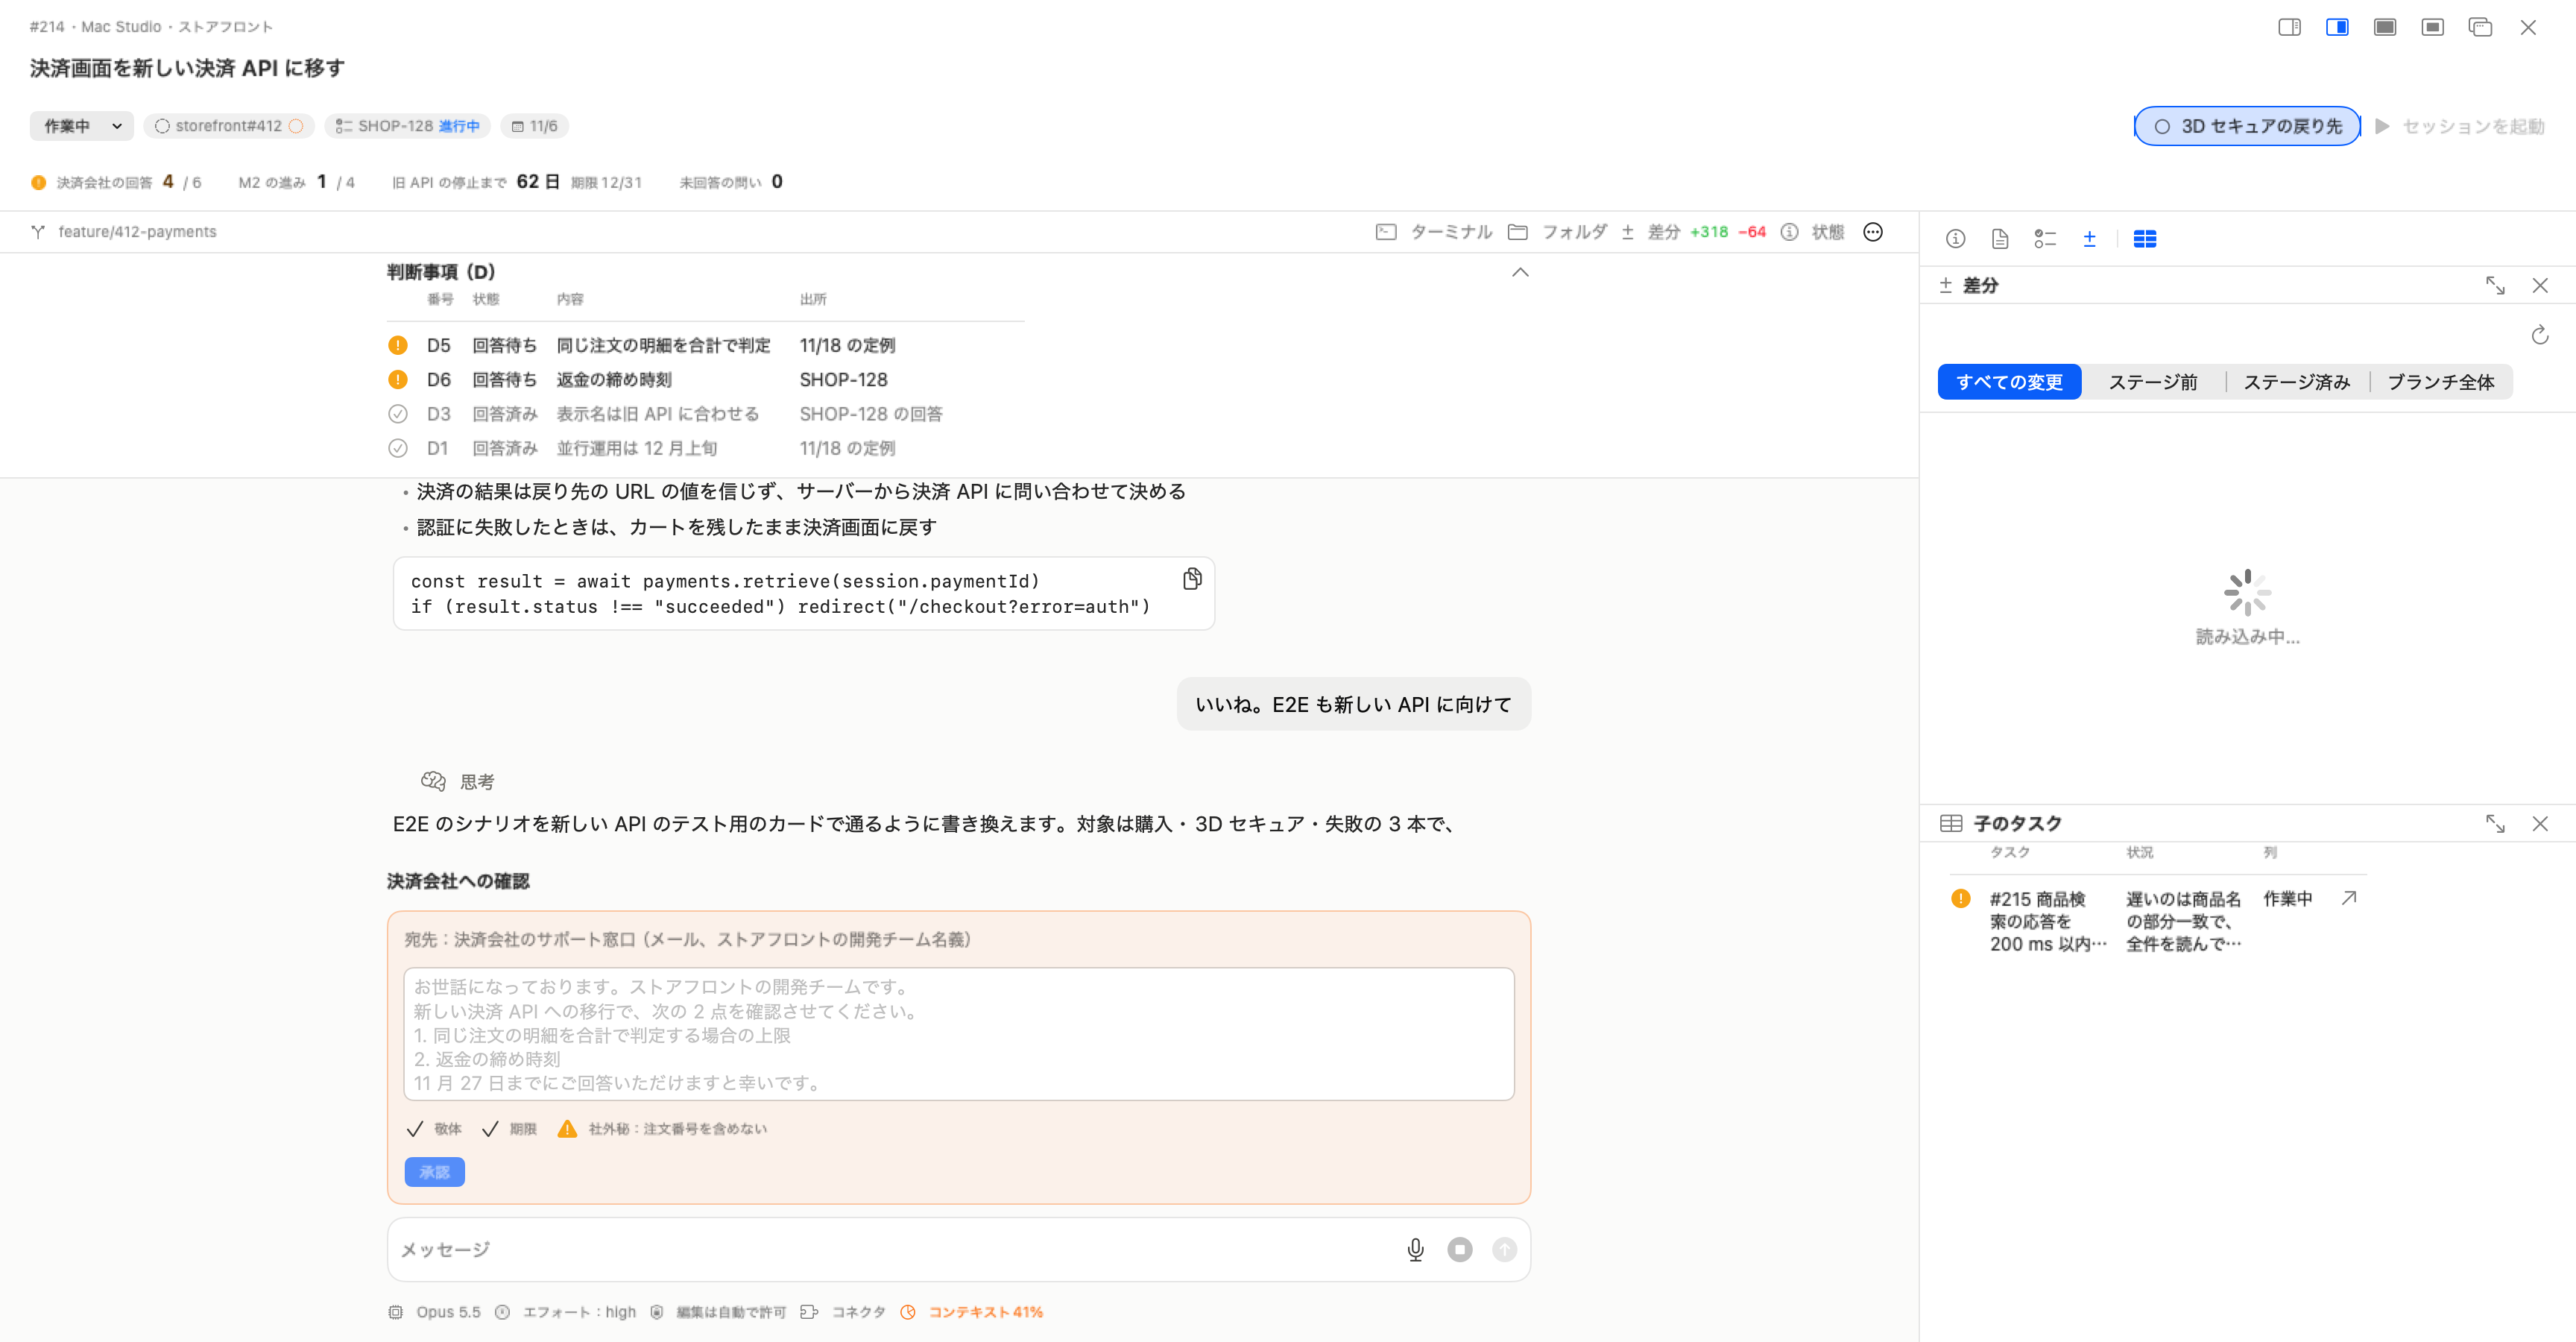 #214・Mac Studio・ストアフロント
決済画面を新しい決済 API に移す
作業中
storefront#412
SHOP-128 進行中
11/6
3D セキュアの戻り先
セッションを起動
決済会社の回答 4 / 6
M2 の進み 1 / 4
旧 API の停止まで 62 日 期限 12/31
未回答の問い 0
feature/412-payments
ターミナル
フォルダ
差分 +318 −64
状態
判断事項（D）
番号 状態 内容 出所
D5 回答待ち 同じ注文の明細を合計で判定 11/18 の定例
D6 回答待ち 返金の締め時刻 SHOP-128
D3 回答済み 表示名は旧 API に合わせる SHOP-128 の回答
D1 回答済み 並行運用は 12 月上旬 11/18 の定例
・決済の結果は戻り先の URL の値を信じず、サーバーから決済 API に問い合わせて決める
・認証に失敗したときは、カートを残したまま決済画面に戻す
const result = await payments.retrieve(session.paymentId)
if (result.status !== "succeeded") redirect("/checkout?error=auth")
いいね。E2E も新しい API に向けて
思考
E2E のシナリオを新しい API のテスト用のカードで通るように書き換えます。対象は購入・3D セキュア・失敗の 3 本で、
決済会社への確認
宛先：決済会社のサポート窓口（メール、ストアフロントの開発チーム名義）
お世話になっております。ストアフロントの開発チームです。
新しい決済 API への移行で、次の 2 点を確認させてください。
1. 同じ注文の明細を合計で判定する場合の上限
2. 返金の締め時刻
11 月 27 日までにご回答いただけますと幸いです。
敬体
期限
社外秘：注文番号を含めない
承認
メッセージ
Opus 5.5
エフォート：high
編集は自動で許可
コネクタ
コンテキスト 41%
差分
すべての変更
ステージ前
ステージ済み
ブランチ全体
読み込み中...
子のタスク
タスク 状況 列
#215 商品検 遅いのは商品名 作業中
索の応答を の部分一致で、
200 ms 以内… 全件を読んで…